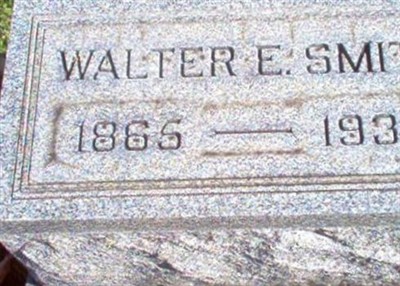 WALTER E. SMI
1865 — 193